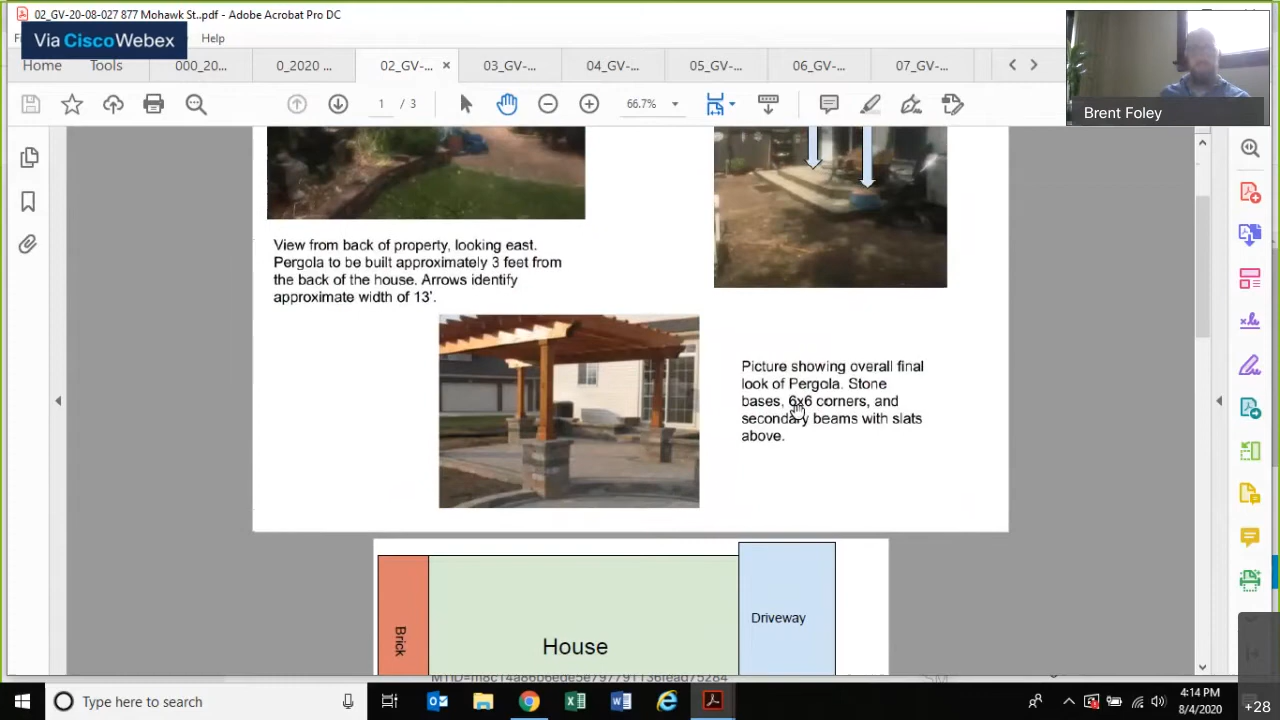 02_GV-20-08-027 877 Mohawk St..pdf - Adobe Acrobat Pro DC
Via CiscoWebex
Help
Home Tools 000_20... 0_2020 ... 02_GV-... × 03_GV-... 04_GV-... 05_GV-... 06_GV-... 07_GV-...
1 / 3 66.7%
Brent Foley
View from back of property, looking east.
Pergola to be built approximately 3 feet from
the back of the house. Arrows identify
approximate width of 13'.
Picture showing overall final
look of Pergola. Stone
bases, 6x6 corners, and
secondary beams with slats
above.
Brick
House
Driveway
Type here to search
4:14 PM
8/4/2020
+28